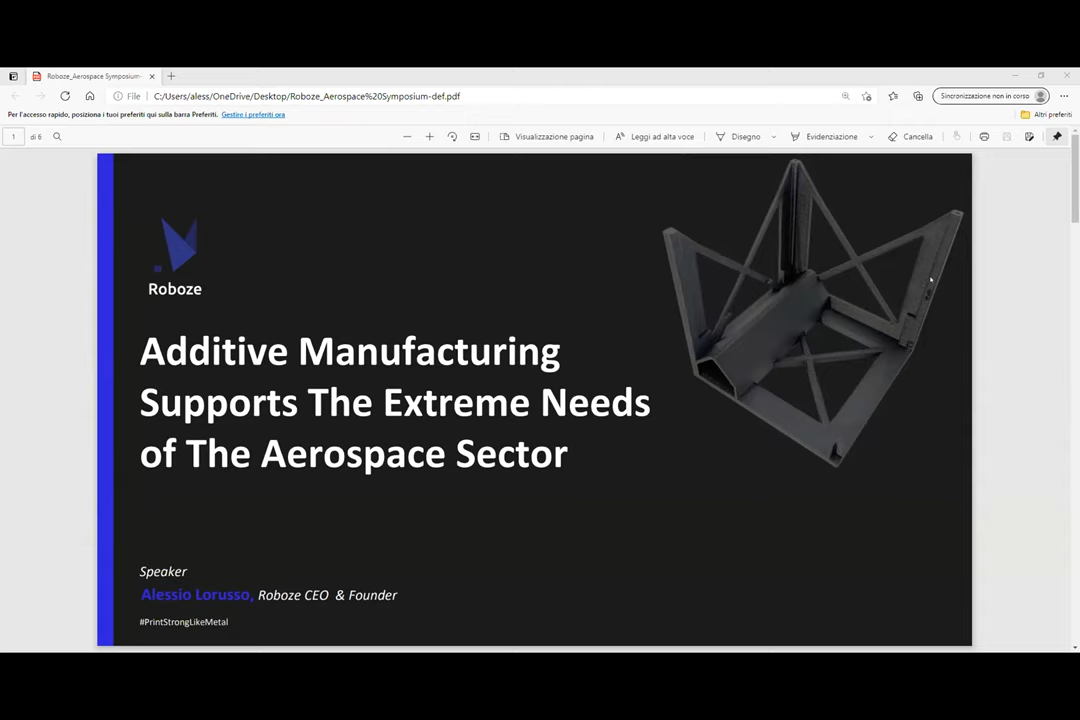 Roboze_Aerospace Symposium-
File C:/Users/aless/OneDrive/Desktop/Roboze_Aerospace%20Symposium-def.pdf
Sincronizzazione non in corso
Per l'accesso rapido, posiziona i tuoi preferiti qui sulla barra Preferiti. Gestire i preferiti ora
Altri preferiti
1 di 6
Visualizzazione pagina
Leggi ad alta voce
Disegno
Evidenziazione
Cancella
Roboze
Additive Manufacturing
Supports The Extreme Needs
of The Aerospace Sector
Speaker
Alessio Lorusso, Roboze CEO & Founder
#PrintStrongLikeMetal